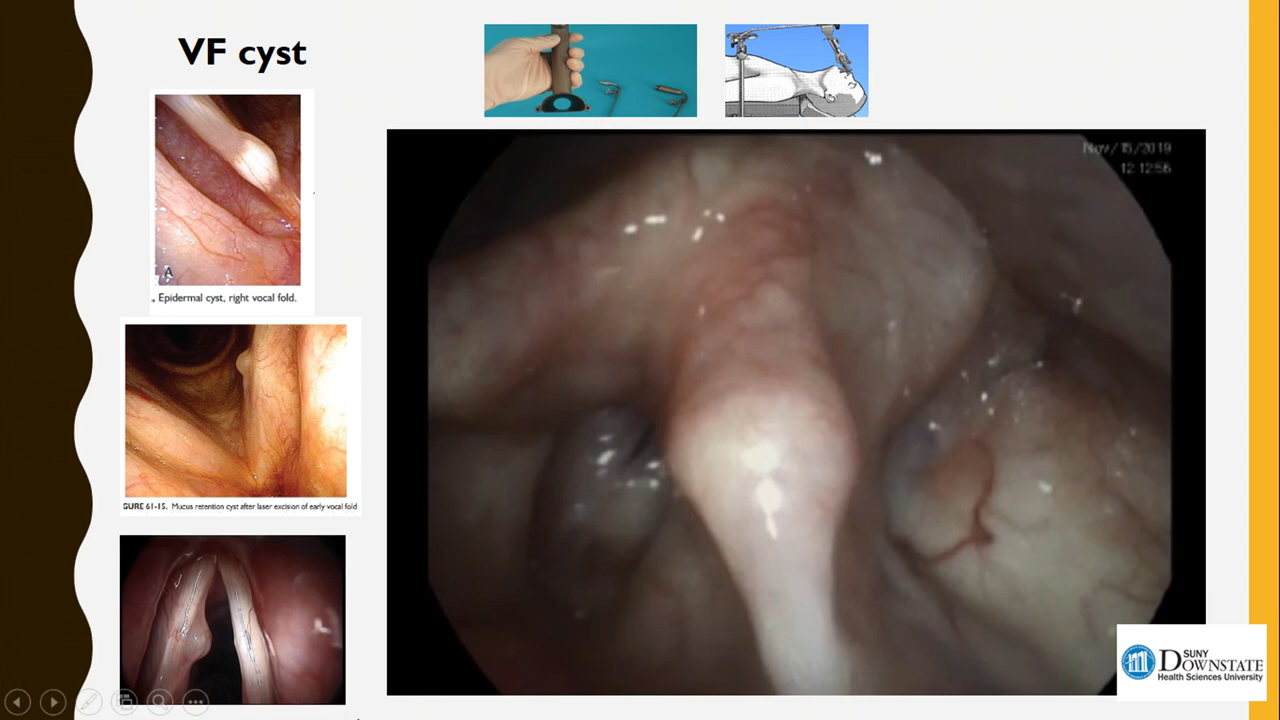 VF cyst
Nov/15/2019
12:12:56
A
Epidermal cyst, right vocal fold.
GURE 61-15. Mucus retention cyst after laser excision of early vocal fold
SUNY
DOWNSTATE
Health Sciences University